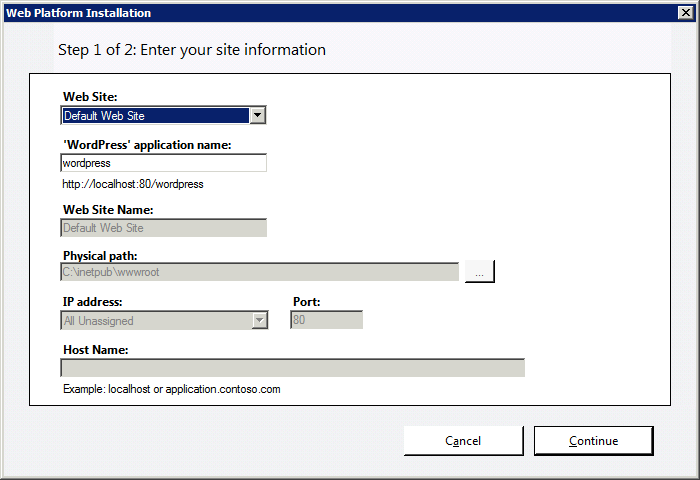 Web Platform Installation
Step 1 of 2: Enter your site information
Web Site:
Default Web Site
'WordPress' application name:
wordpress
http://localhost:80/wordpress
Web Site Name:
Default Web Site
Physical path:
C:\inetpub\wwwroot
...
IP address: Port:
All Unassigned 80
Host Name:
Example: localhost or application.contoso.com
Cancel Continue